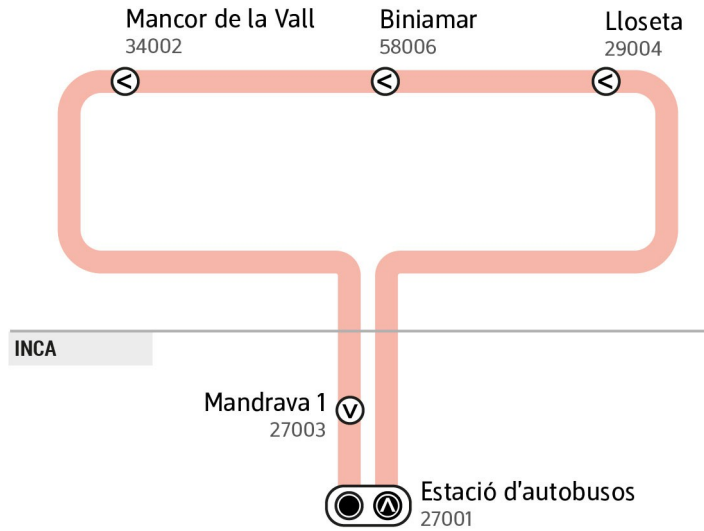 Mancor de la Vall
34002
Biniamar
58006
Lloseta
29004
INCA
Mandrava 1
27003
Estació d'autobusos
27001